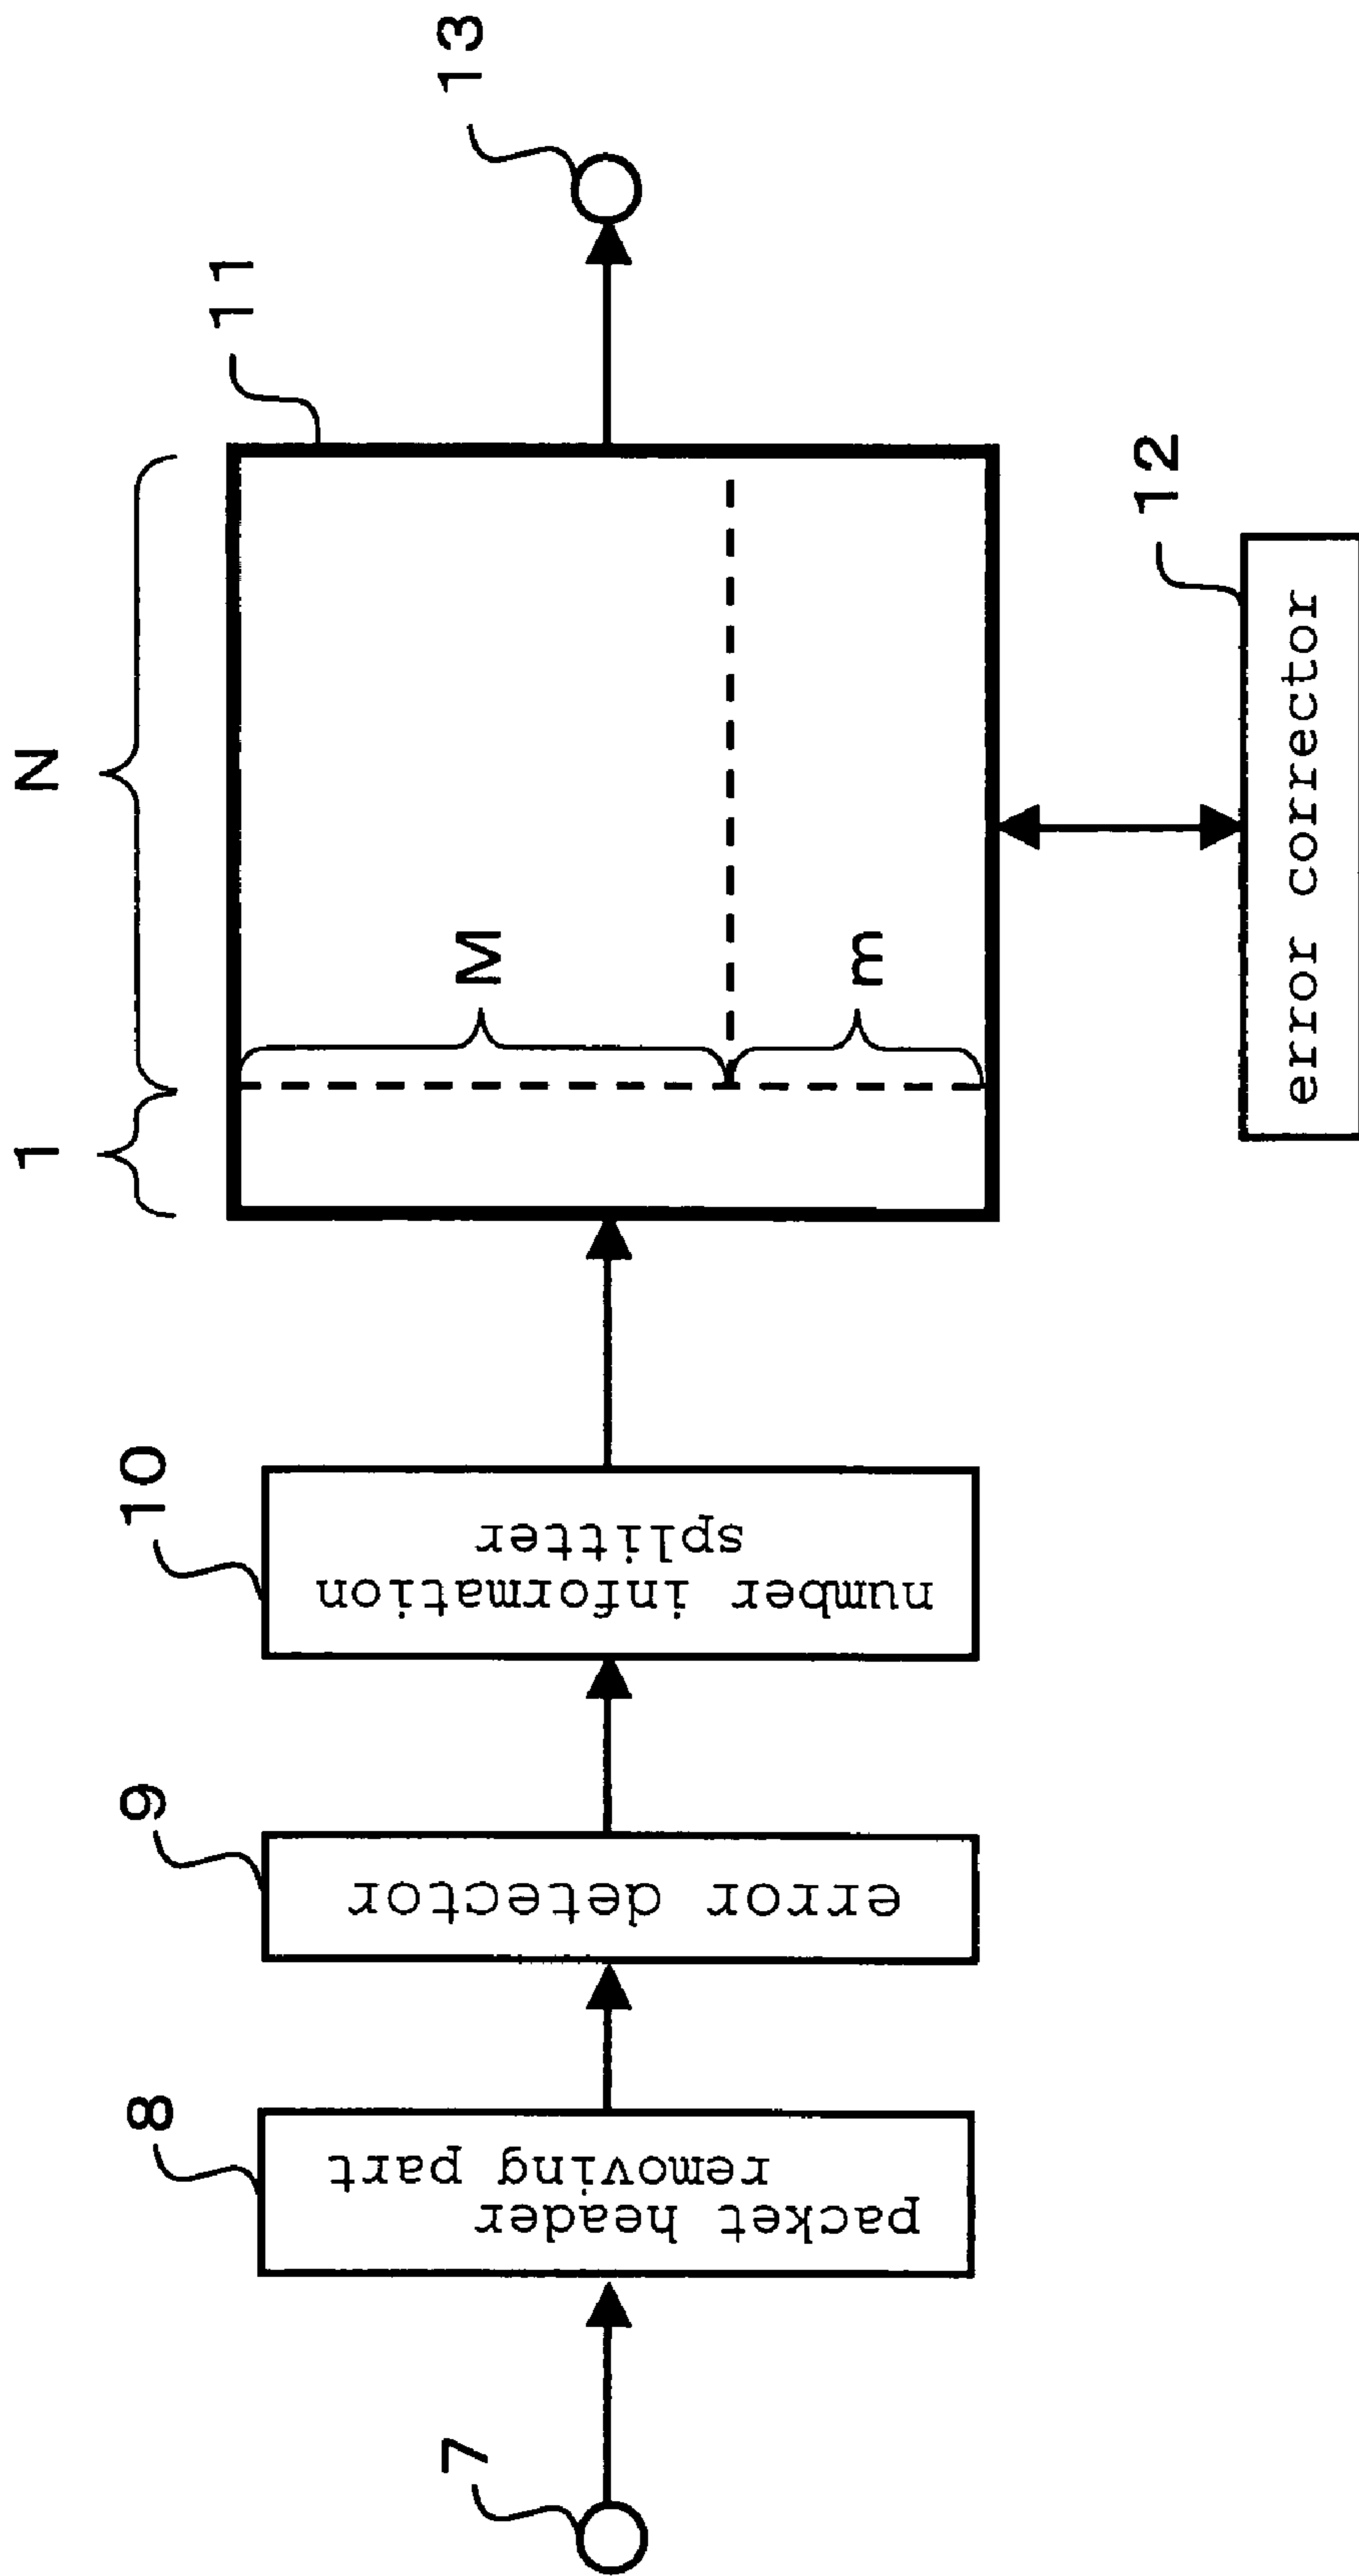 7
8
packet header
removing part
9
error detector
10
number information
splitter
1
N
11
M
m
12
error corrector
13